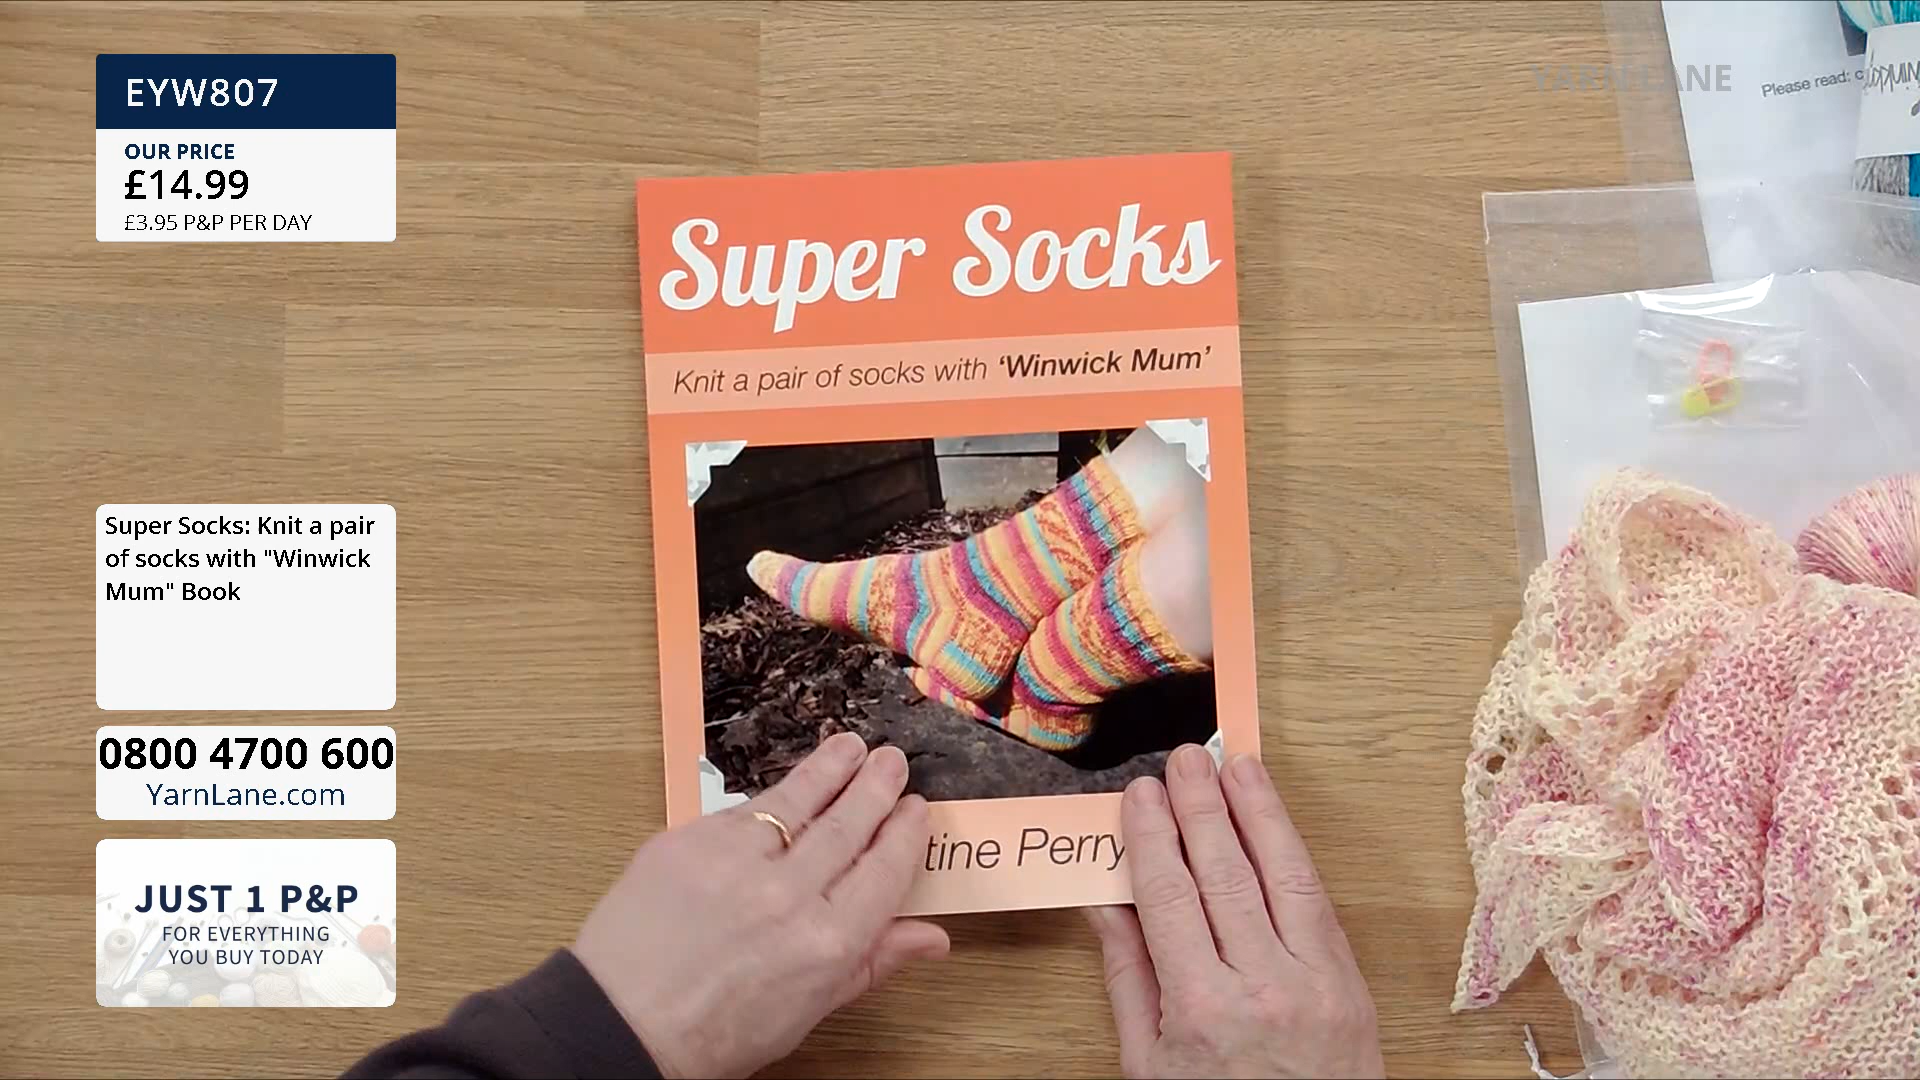 EYW807
OUR PRICE
£14.99
£3.95 P&P PER DAY
Super Socks: Knit a pair
of socks with "Winwick
Mum" Book
0800 4700 600
YarnLane.com
JUST 1 P&P
FOR EVERYTHING
YOU BUY TODAY
Super Socks
Knit a pair of socks with ‘Winwick Mum’
tine Perry
YARN LANE
Please read: